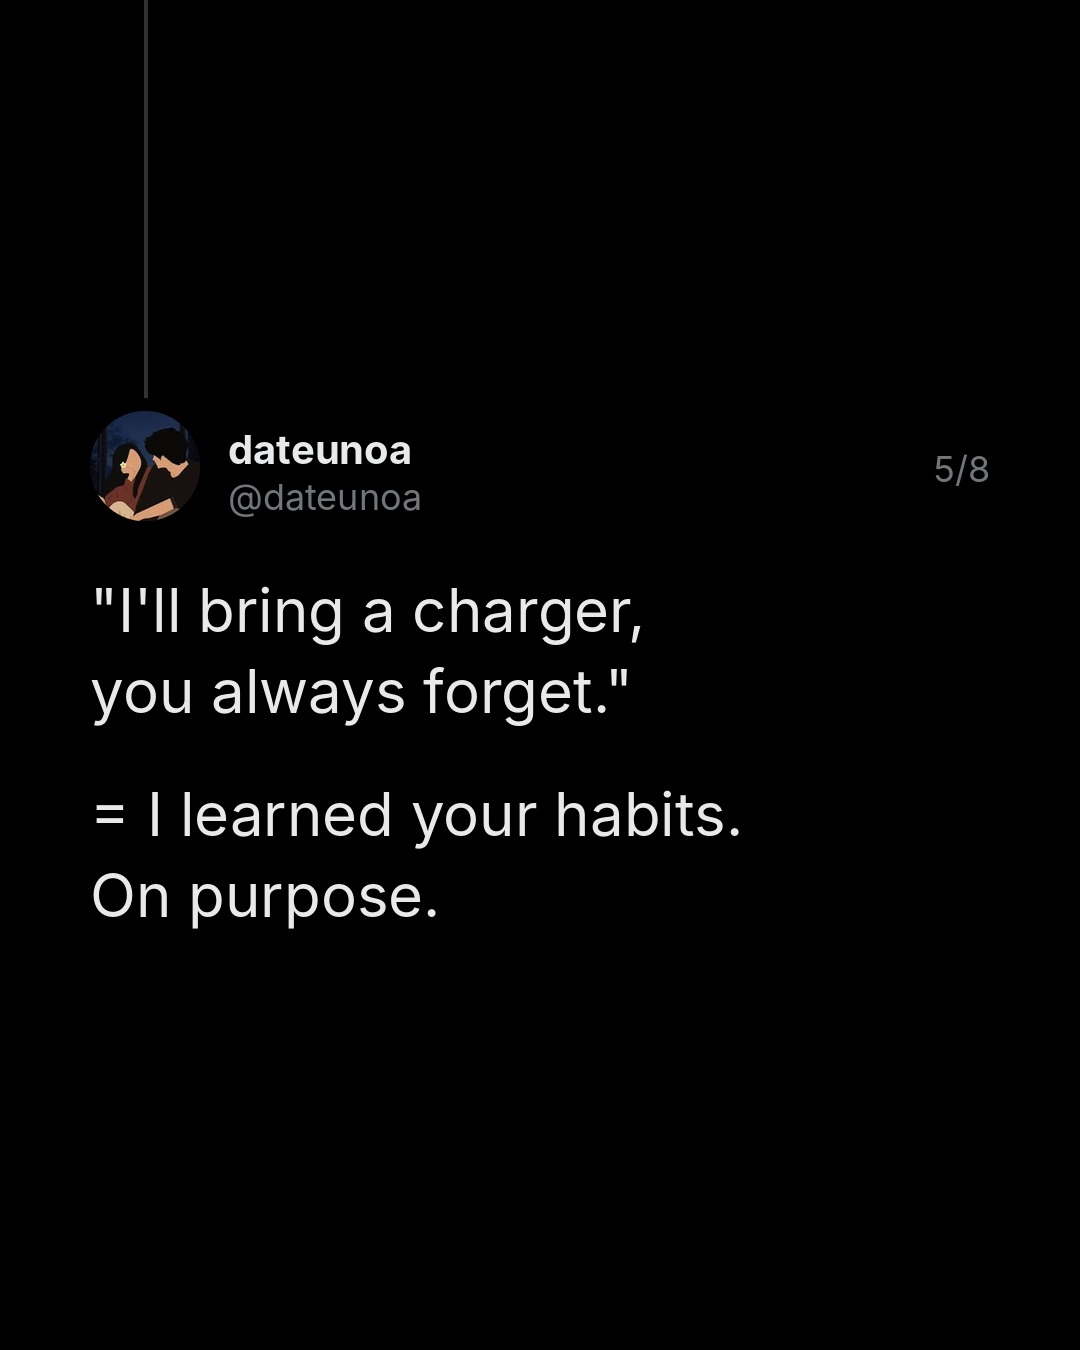 dateunoa
@dateunoa
5/8
"I'll bring a charger,
you always forget."
= I learned your habits.
On purpose.